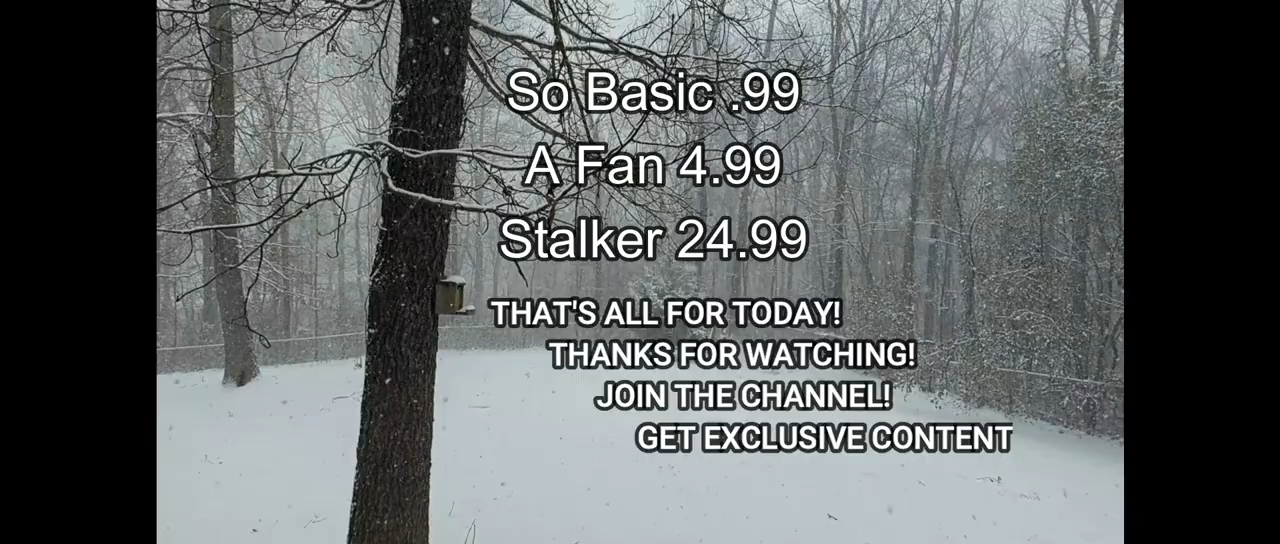 So Basic .99
A Fan 4.99
Stalker 24.99
THAT'S ALL FOR TODAY!
THANKS FOR WATCHING!
JOIN THE CHANNEL!
GET EXCLUSIVE CONTENT